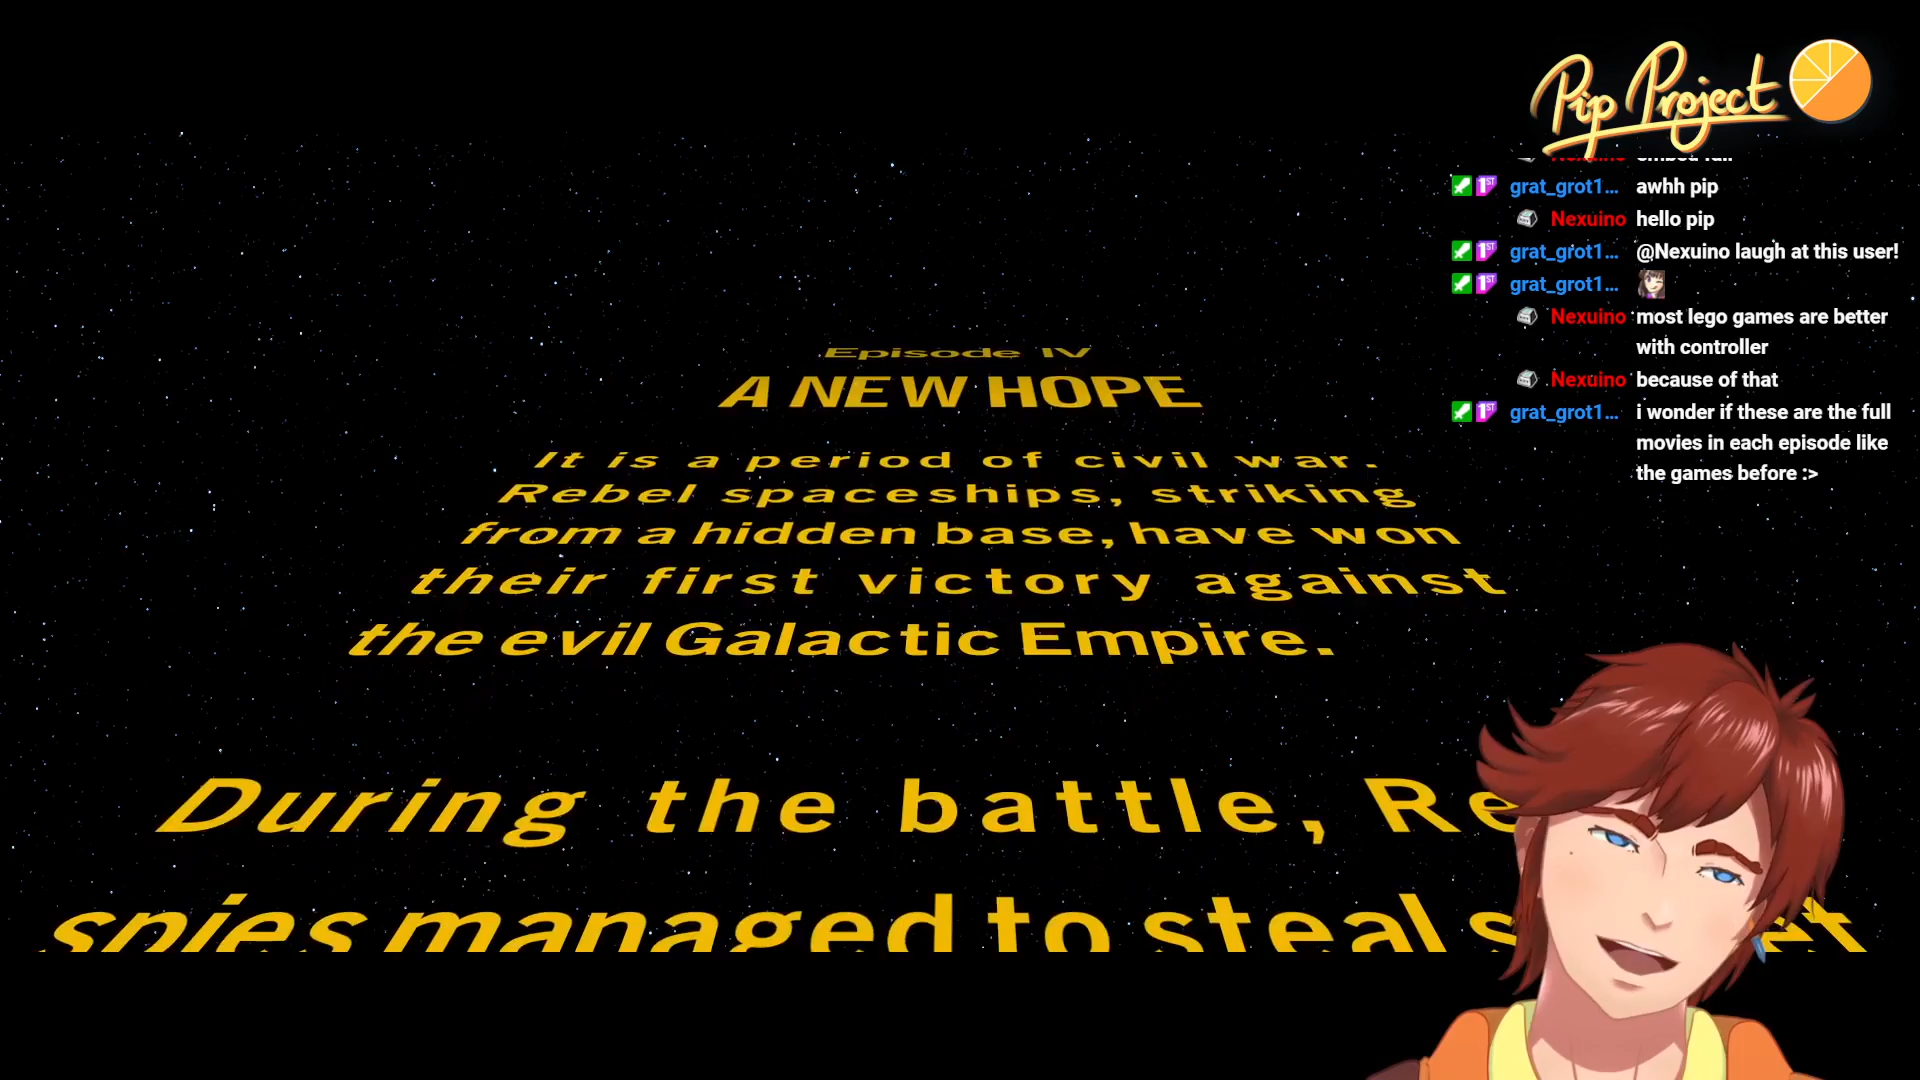 Pip Project
grat_grot1... awhh pip
Nexuino hello pip
grat_grot1... @Nexuino laugh at this user!
grat_grot1...
Nexuino most lego games are better
with controller
Nexuino because of that
grat_grot1... i wonder if these are the full
movies in each episode like
the games before :>
Episode IV
A NEW HOPE
It is a period of civil war.
Rebel spaceships, striking
from a hidden base, have won
their first victory against
the evil Galactic Empire.
During the battle, Re
spies managed to steal s